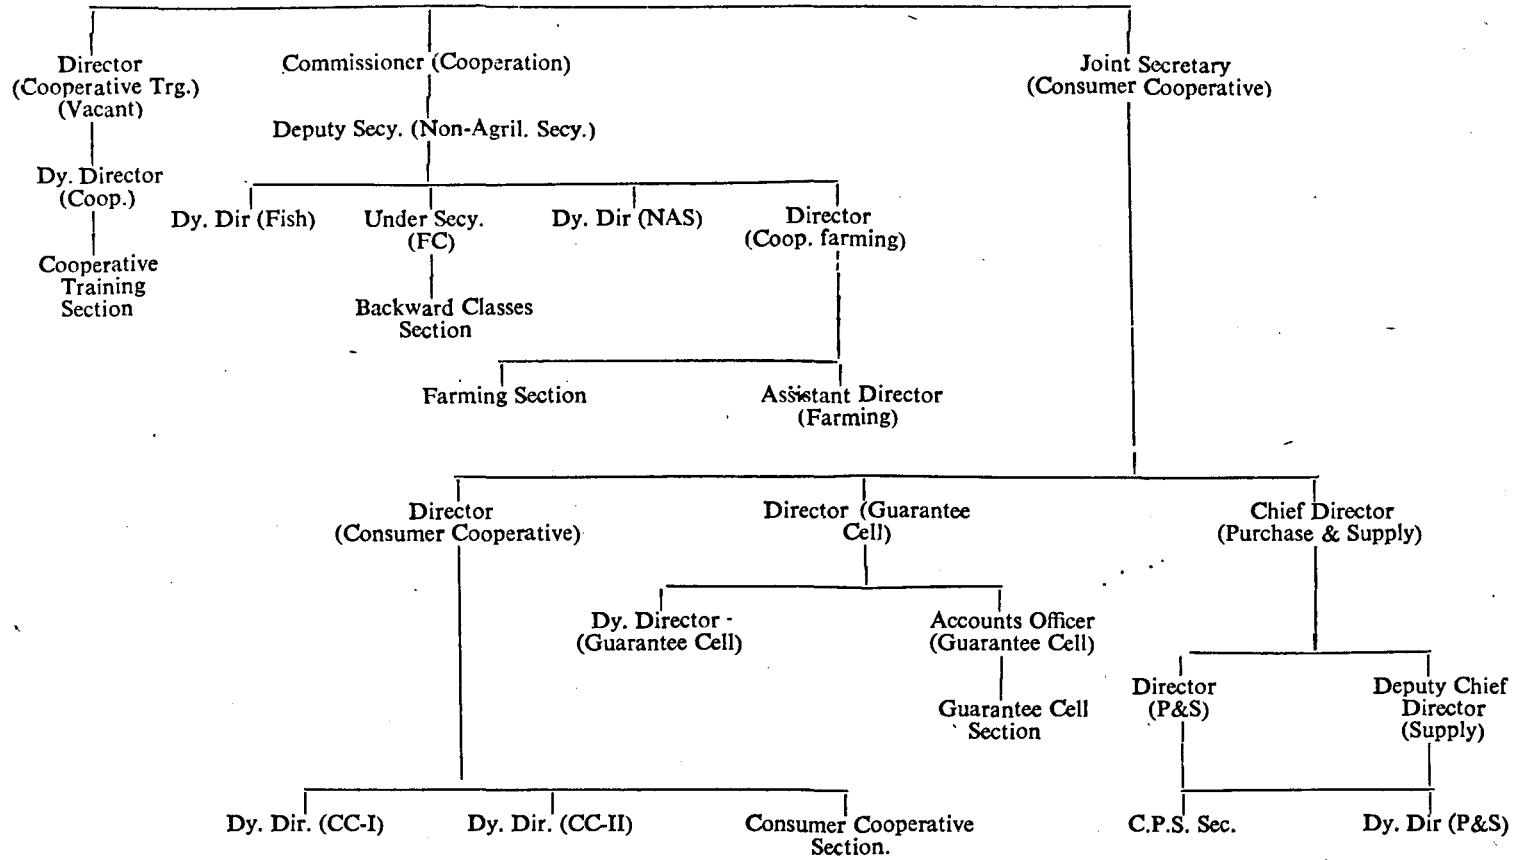 Director
(Cooperative Trg.)
(Vacant)
Commissioner (Cooperation)
Joint Secretary
(Consumer Cooperative)
Deputy Secy. (Non-Agril. Secy.)
Dy. Director
(Coop.)
Dy. Dir (Fish)
Under Secy.
(FC)
Dy. Dir (NAS)
Director
(Coop. farming)
Cooperative
Training
Section
Backward Classes
Section
Farming Section
Assistant Director
(Farming)
Director
(Consumer Cooperative)
Director (Guarantee
Cell)
Chief Director
(Purchase & Supply)
Dy. Director -
(Guarantee Cell)
Accounts Officer
(Guarantee Cell)
Guarantee Cell
Section
Director
(P&S)
Deputy Chief
Director
(Supply)
Dy. Dir. (CC-I)
Dy. Dir. (CC-II)
Consumer Cooperative
Section.
C.P.S. Sec.
Dy. Dir (P&S)